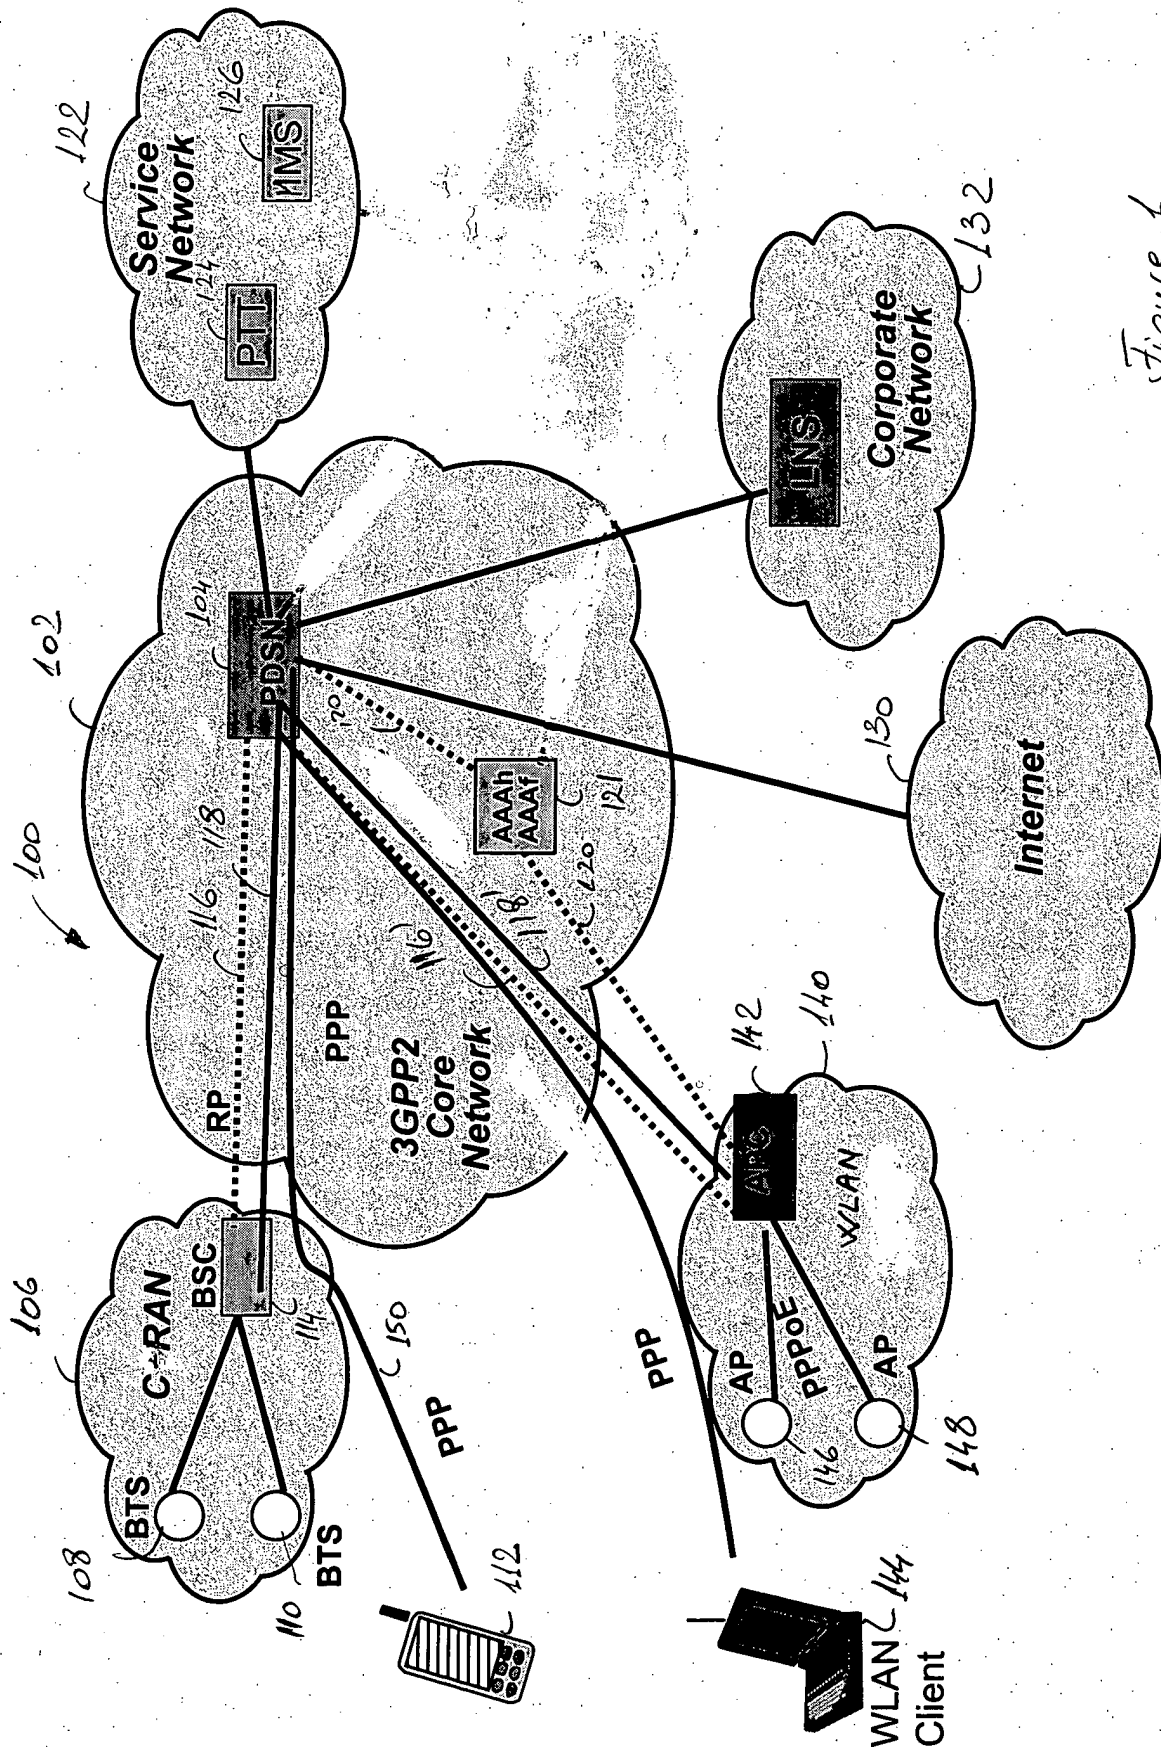 100
102
104
PDSN
106
C-RAN
BSC
114
BTS
108
BTS
110
112
RP
116
118
PPP
150
PPP
3GPP2
Core
Network
120
AAAh
AAAf
121
120
116'
118'
122
Service
Network
124
PTT
126
MMS
LNS
Corporate
Network
132
130
Internet
142
140
WLAN
AP
PPPoE
AP
146
148
PPP
WLAN
Client
144
Figure 1